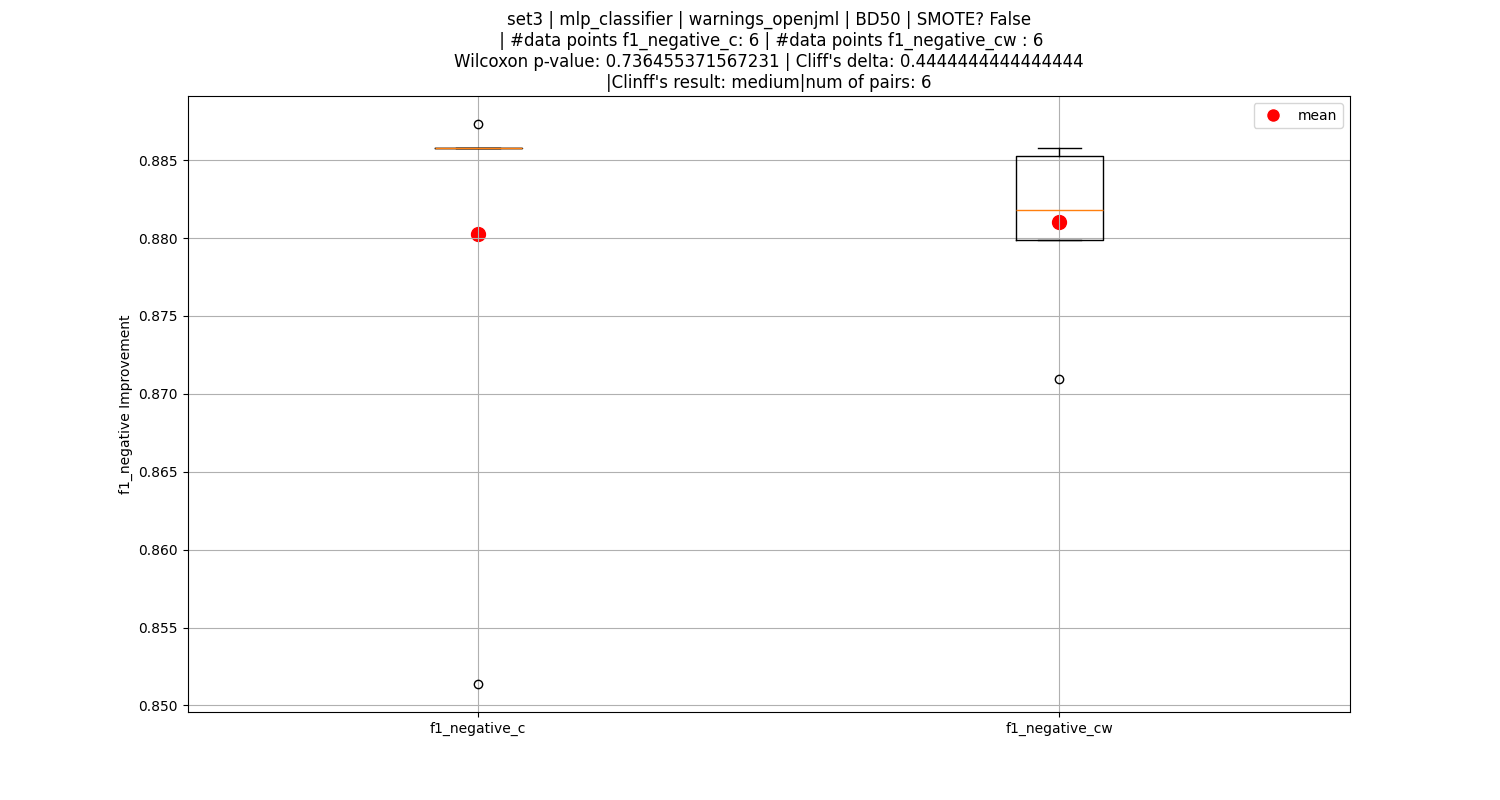 set3 | mlp_classifier | warnings_openjml | BD50 | SMOTE? False
| #data points f1_negative_c: 6 | #data points f1_negative_cw : 6
Wilcoxon p-value: 0.736455371567231 | Cliff's delta: 0.4444444444444444
|Clinff's result: medium|num of pairs: 6
mean
0.885
0.880
0.875
0.870
0.865
0.860
0.855
0.850
f1_negative Improvement
f1_negative_c
f1_negative_cw